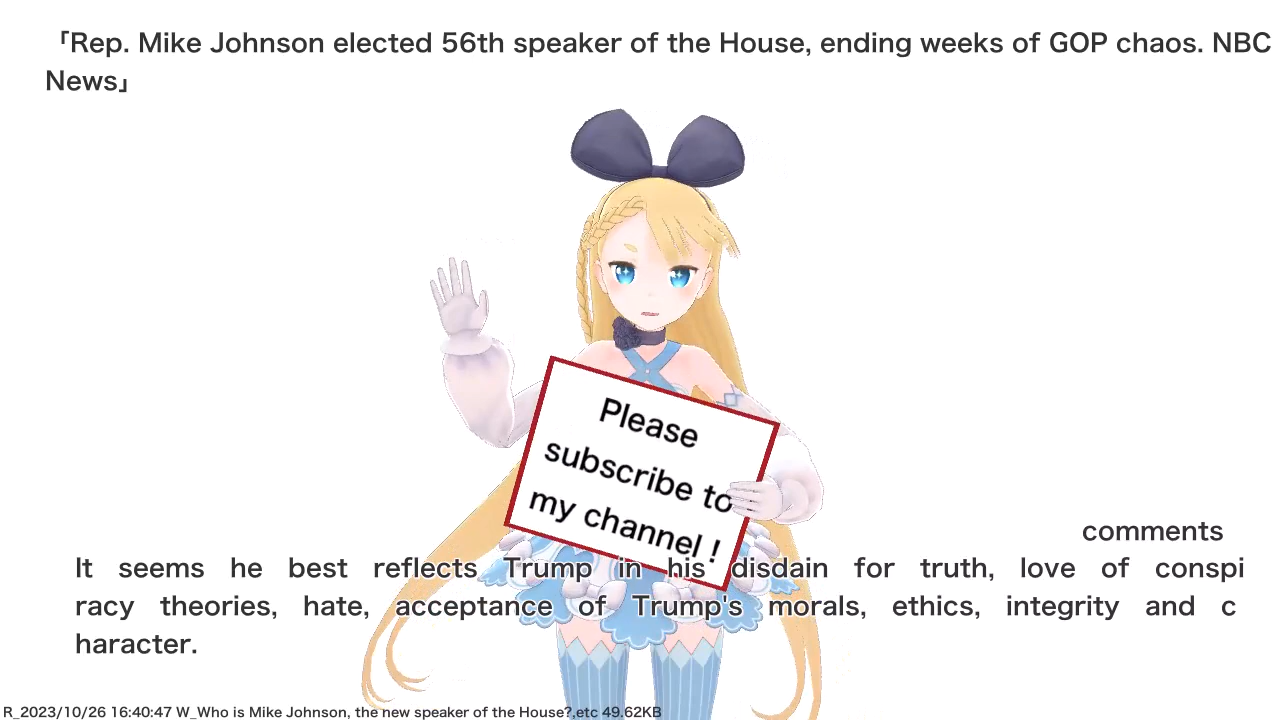 「Rep. Mike Johnson elected 56th speaker of the House, ending weeks of GOP chaos. NBC
News」
Please
subscribe to
my channel !
comments
It seems he best reflects Trump in his disdain for truth, love of conspi
racy theories, hate, acceptance of Trump's morals, ethics, integrity and c
haracter.
R_2023/10/26 16:40:47 W_Who is Mike Johnson, the new speaker of the House?,etc 49.62KB